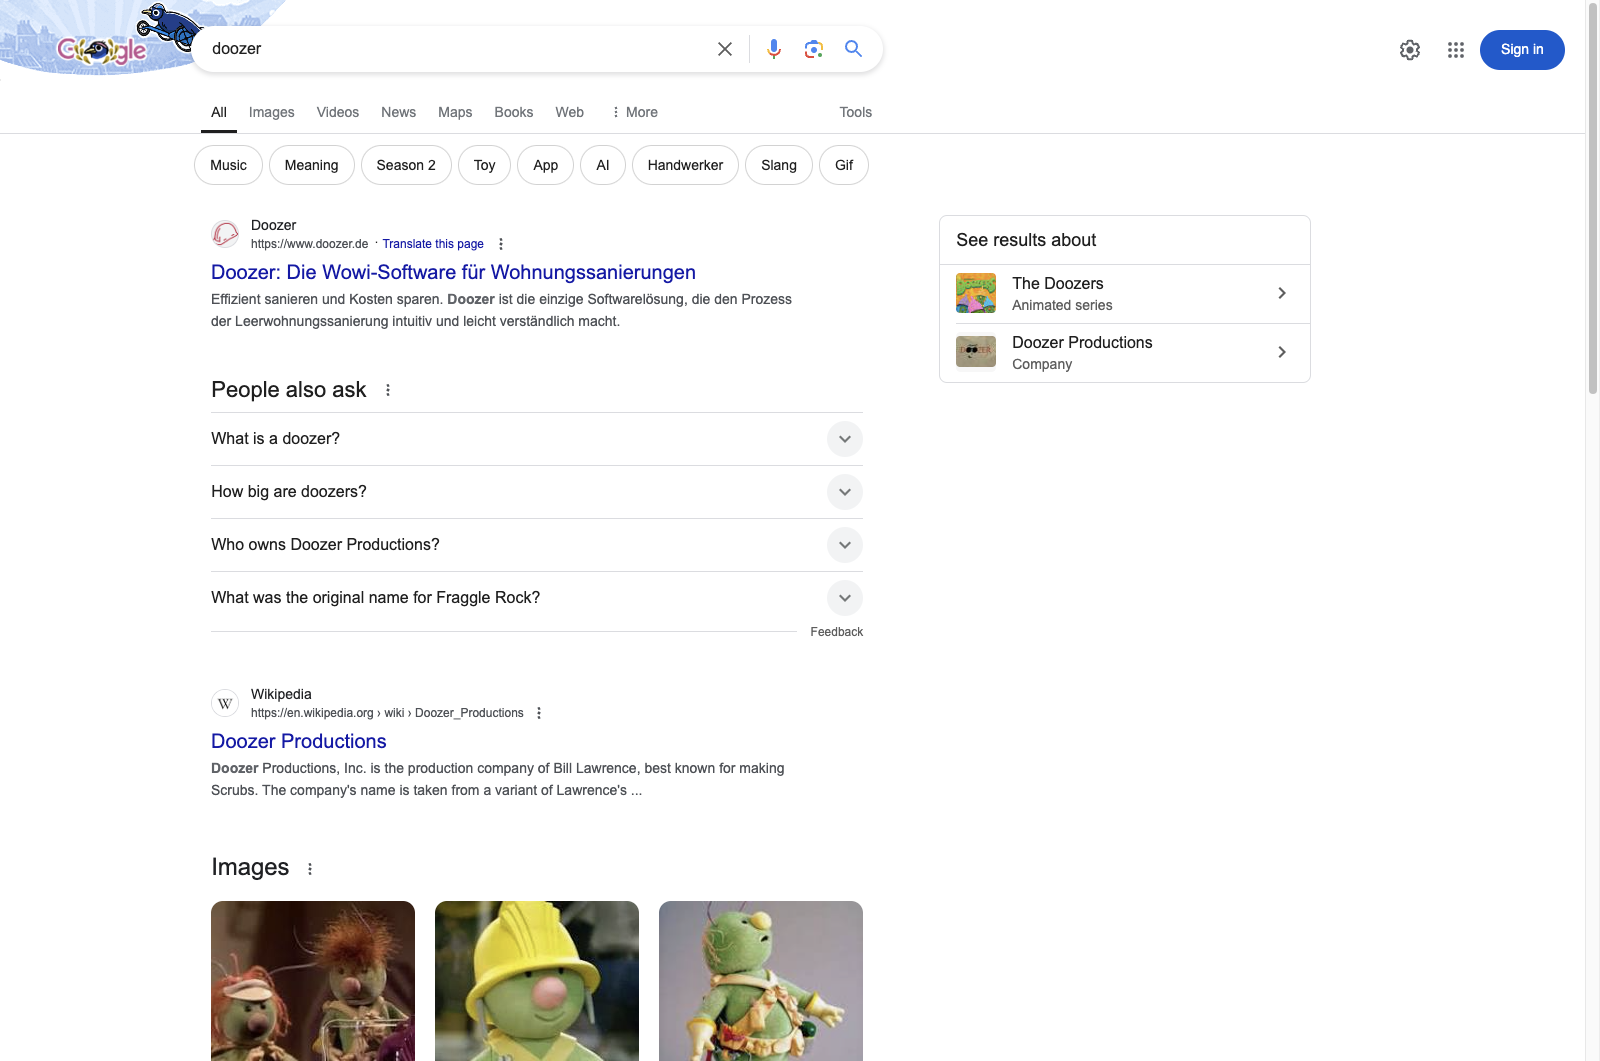 Google
doozer
Sign in
All Images Videos News Maps Books Web More Tools
Music Meaning Season 2 Toy App AI Handwerker Slang Gif
Doozer
https://www.doozer.de · Translate this page
Doozer: Die Wowi-Software für Wohnungssanierungen
Effizient sanieren und Kosten sparen. Doozer ist die einzige Softwarelösung, die den Prozess
der Leerwohnungssanierung intuitiv und leicht verständlich macht.
See results about
The Doozers
Animated series
Doozer Productions
Company
People also ask
What is a doozer?
How big are doozers?
Who owns Doozer Productions?
What was the original name for Fraggle Rock?
Feedback
W
Wikipedia
https://en.wikipedia.org › wiki › Doozer_Productions
Doozer Productions
Doozer Productions, Inc. is the production company of Bill Lawrence, best known for making
Scrubs. The company's name is taken from a variant of Lawrence's ...
Images